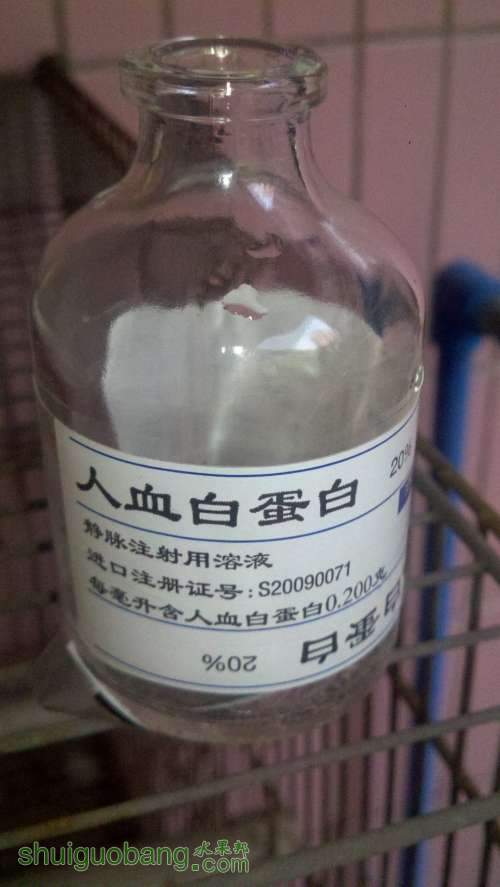 人血白蛋白
20%
静脉注射用溶液
进口注册证号:S20090071
每毫升含人血白蛋白0.200克
20%
白蛋白
水果邦
shuiguobang.com